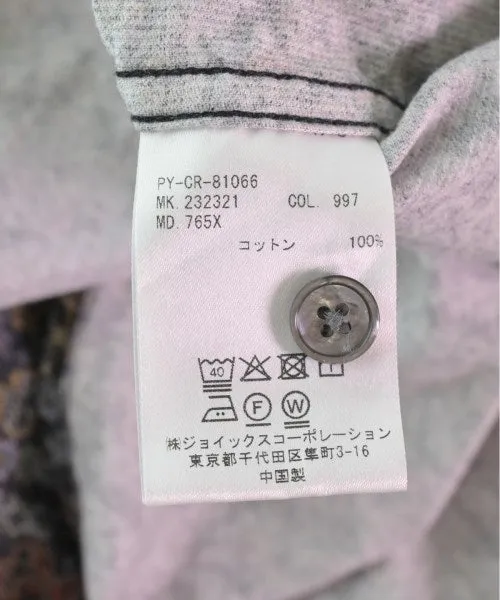 PY-CR-81066
MK. 232321 COL. 997
MD. 765X
コットン 100%
40
F W
㈱ジョイックスコーポレーション
東京都千代田区隼町3-16
中国製